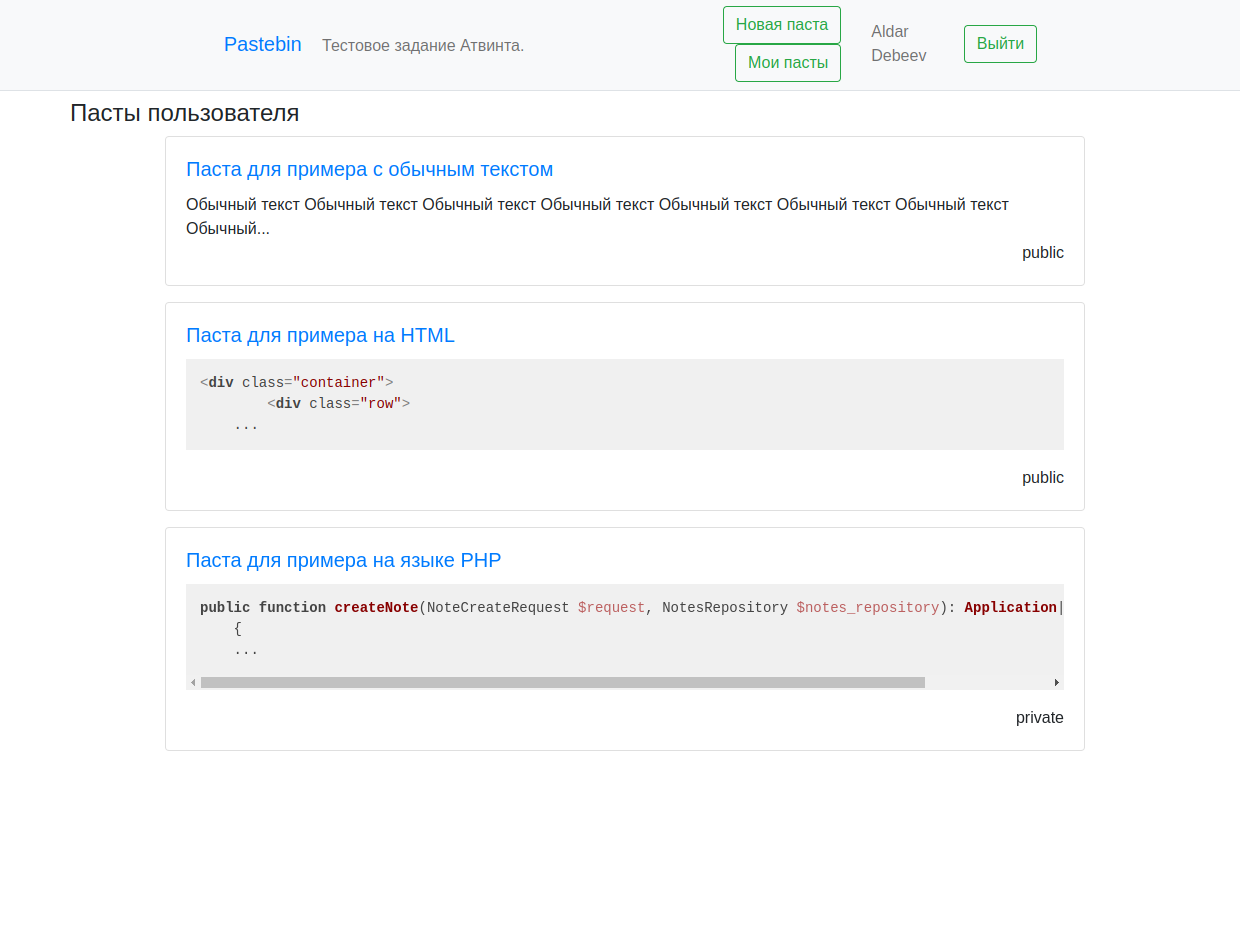 Pastebin Тестовое задание Атвинта.
Новая паста
Мои пасты
Aldar
Debeev
Выйти
Пасты пользователя
Паста для примера с обычным текстом
Обычный текст Обычный текст Обычный текст Обычный текст Обычный текст Обычный текст Обычный текст
Обычный...
public
Паста для примера на HTML
<div class="container">
        <div class="row">
    ...
public
Паста для примера на языке PHP
public function createNote(NoteCreateRequest $request, NotesRepository $notes_repository): Application|
    {
    ...
private